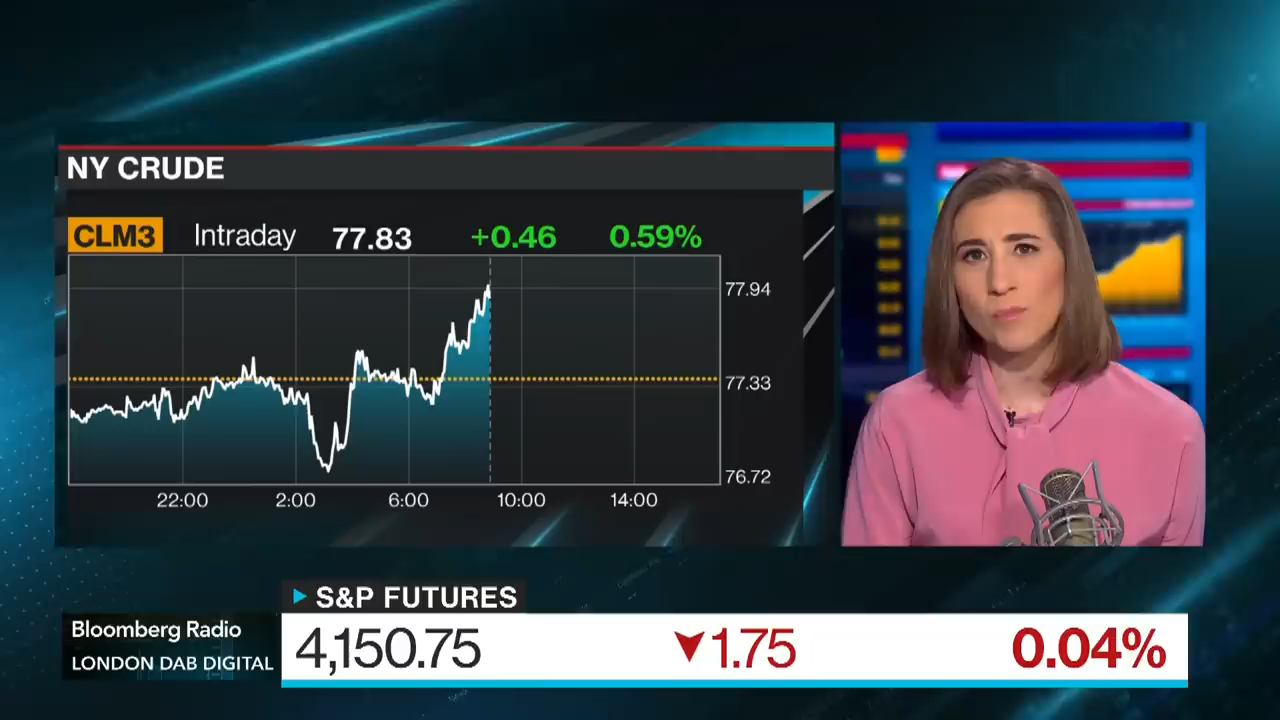 NY CRUDE
CLM3 Intraday 77.83 +0.46 0.59%
77.94
77.33
76.72
22:00 2:00 6:00 10:00 14:00
S&P FUTURES
Bloomberg Radio
LONDON DAB DIGITAL
4,150.75 1.75 0.04%